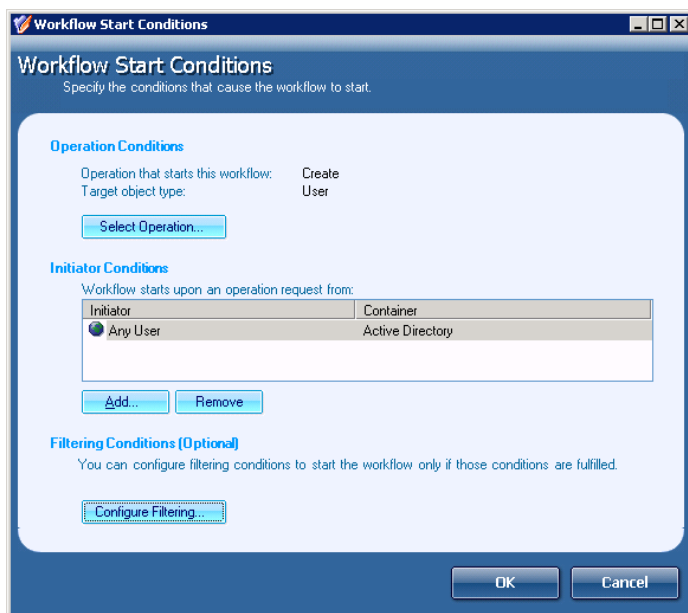 Workflow Start Conditions
Workflow Start Conditions
Specify the conditions that cause the workflow to start.
Operation Conditions
Operation that starts this workflow: Create
Target object type: User
Select Operation...
Initiator Conditions
Workflow starts upon an operation request from:
Initiator Container
Any User Active Directory
Add... Remove
Filtering Conditions (Optional)
You can configure filtering conditions to start the workflow only if those conditions are fulfilled.
Configure Filtering...
OK Cancel